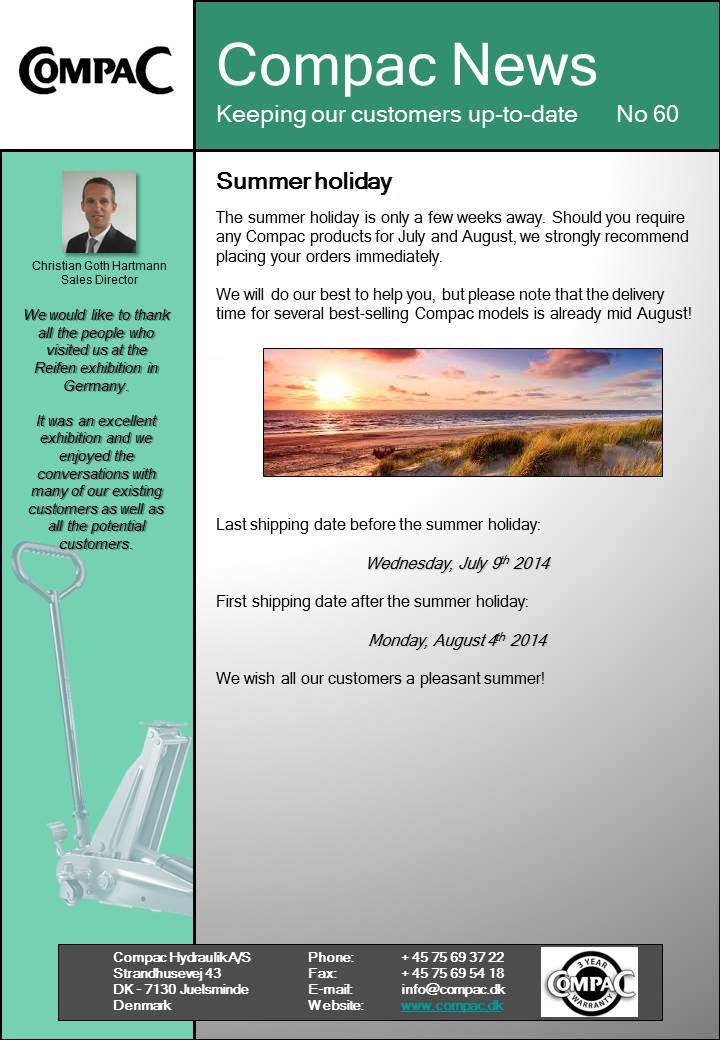 COMPAC
Compac News
Keeping our customers up-to-date No 60
Christian Goth Hartmann
Sales Director
We would like to thank
all the people who
visited us at the
Reifen exhibition in
Germany.
It was an excellent
exhibition and we
enjoyed the
conversations with
many of our existing
customers as well as
all the potential
customers.
Summer holiday
The summer holiday is only a few weeks away. Should you require
any Compac products for July and August, we strongly recommend
placing your orders immediately.
We will do our best to help you, but please note that the delivery
time for several best-selling Compac models is already mid August!
Last shipping date before the summer holiday:
Wednesday, July 9th 2014
First shipping date after the summer holiday:
Monday, August 4th 2014
We wish all our customers a pleasant summer!
Compac Hydraulik A/S Phone: + 45 75 69 37 22
Strandhusevej 43 Fax: + 45 75 69 54 18
DK - 7130 Juelsminde E-mail: info@compac.dk
Denmark Website: www.compac.dk
3 YEAR
COMPAC
WARRANTY